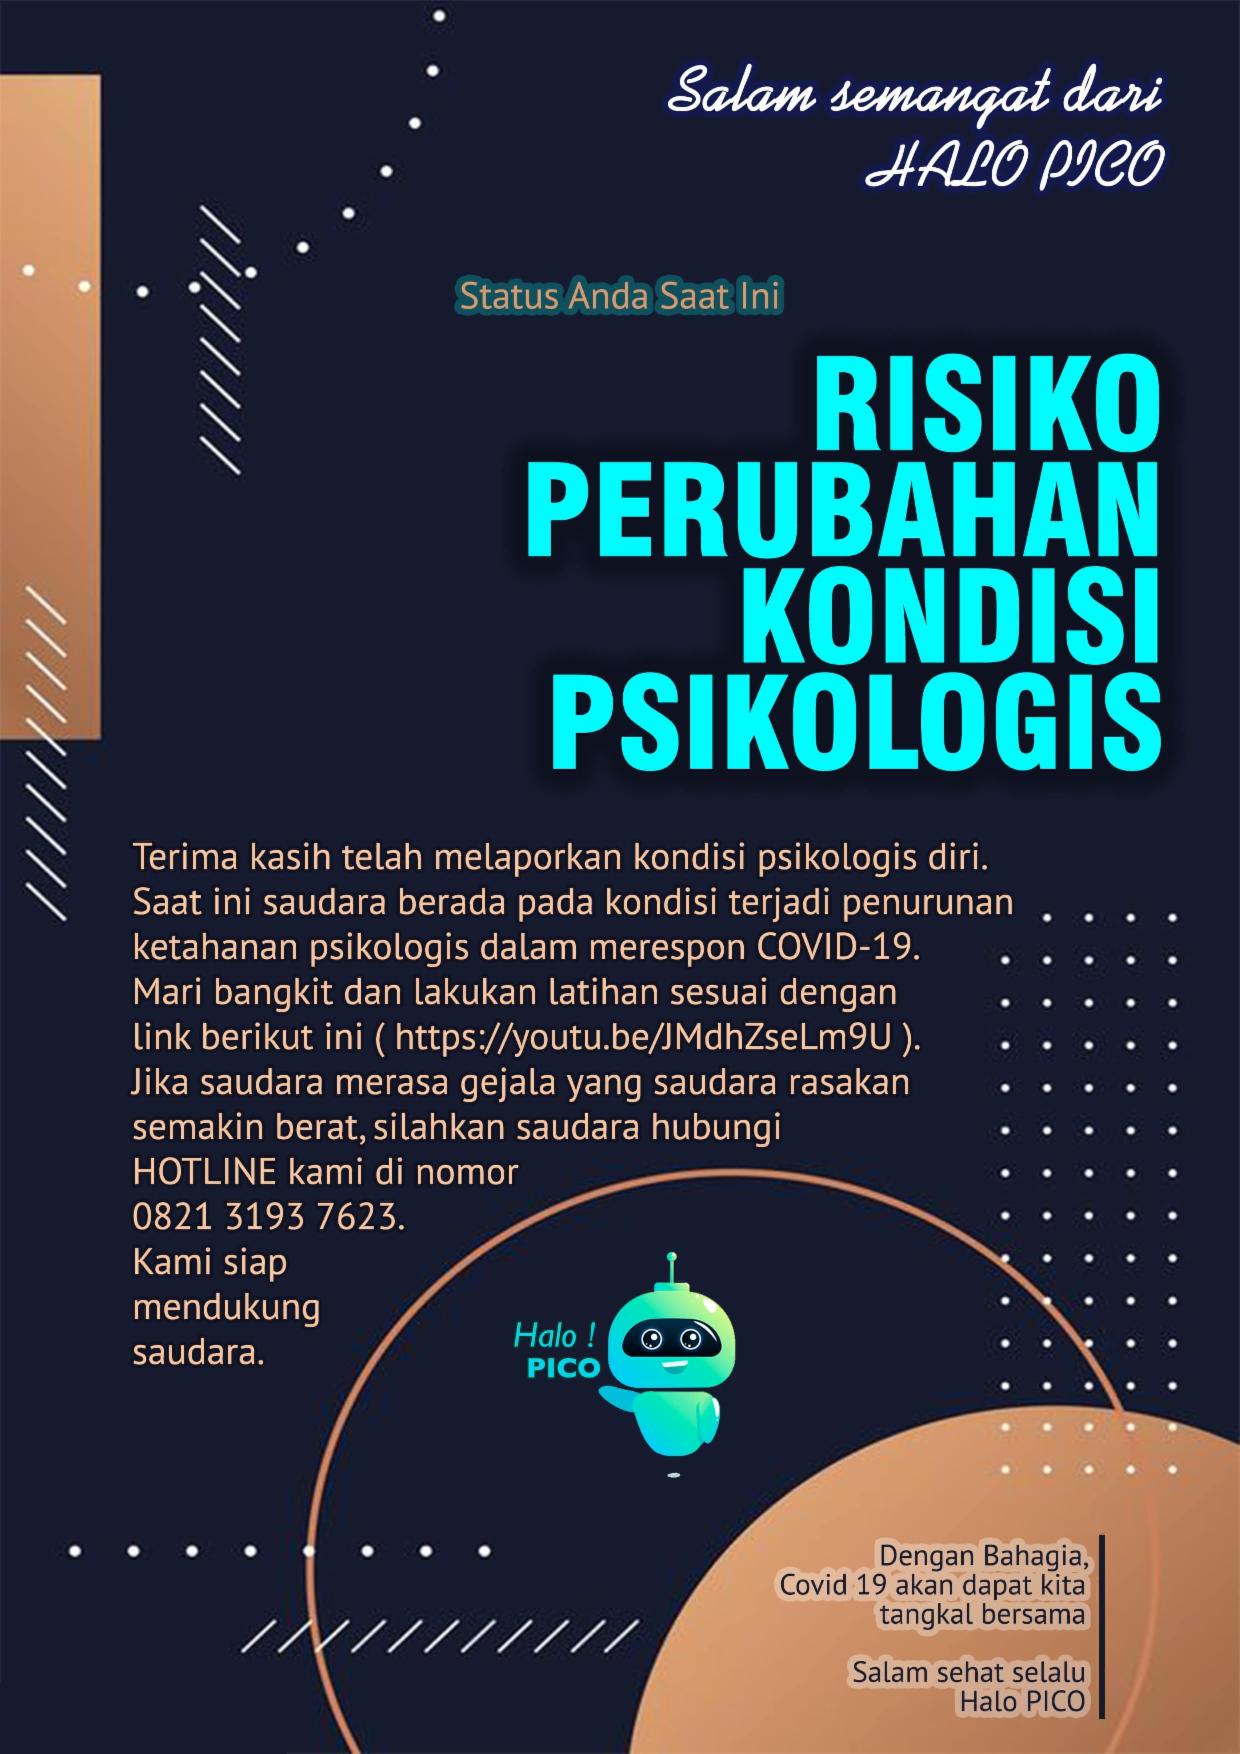 Salam semangat dari
HALO PICO
Status Anda Saat Ini
RISIKO
PERUBAHAN
KONDISI
PSIKOLOGIS
Terima kasih telah melaporkan kondisi psikologis diri.
Saat ini saudara berada pada kondisi terjadi penurunan
ketahanan psikologis dalam merespon COVID-19.
Mari bangkit dan lakukan latihan sesuai dengan
link berikut ini ( https://youtu.be/JMdhZseLm9U ).
Jika saudara merasa gejala yang saudara rasakan
semakin berat, silahkan saudara hubungi
HOTLINE kami di nomor
0821 3193 7623.
Kami siap
mendukung
saudara.
Halo !
PICO
Dengan Bahagia,
Covid 19 akan dapat kita
tangkal bersama
Salam sehat selalu
Halo PICO